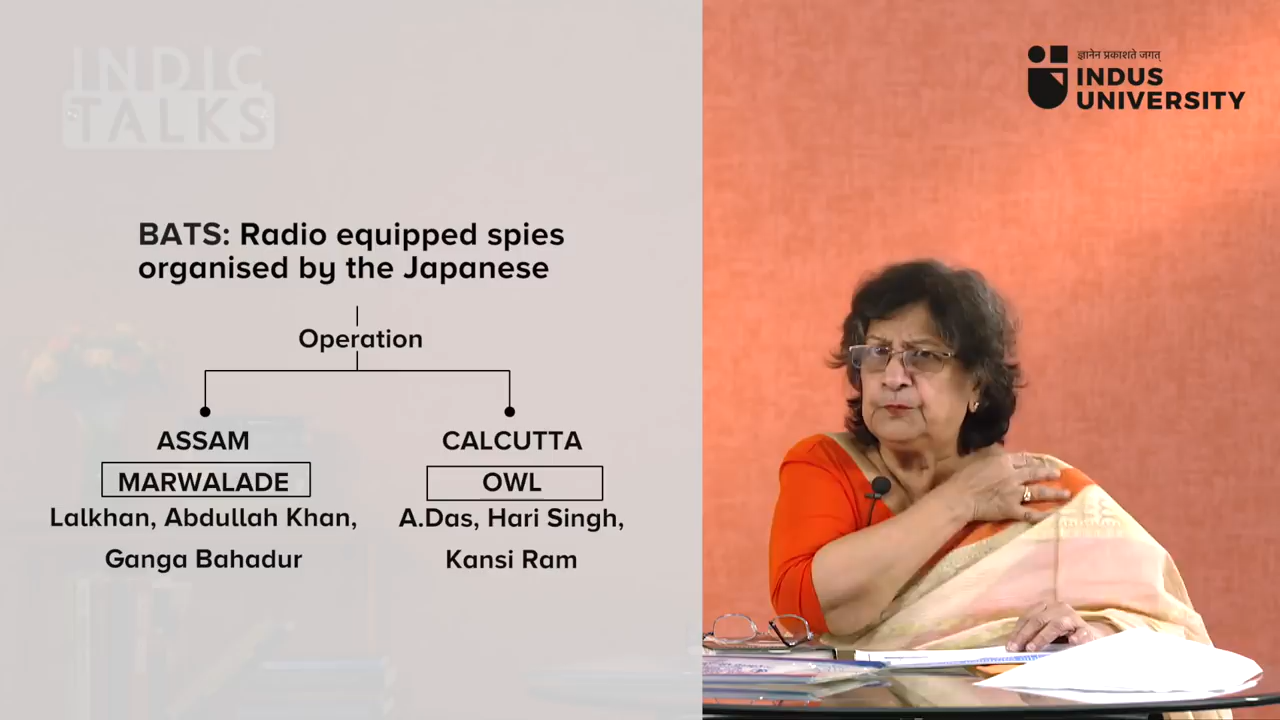 INDIC
TALKS
BATS: Radio equipped spies
organised by the Japanese
Operation
ASSAM
MARWALADE
Lalkhan, Abdullah Khan,
Ganga Bahadur
CALCUTTA
OWL
A.Das, Hari Singh,
Kansi Ram
ज्ञानेन प्रकाशते जगत्
INDUS
UNIVERSITY